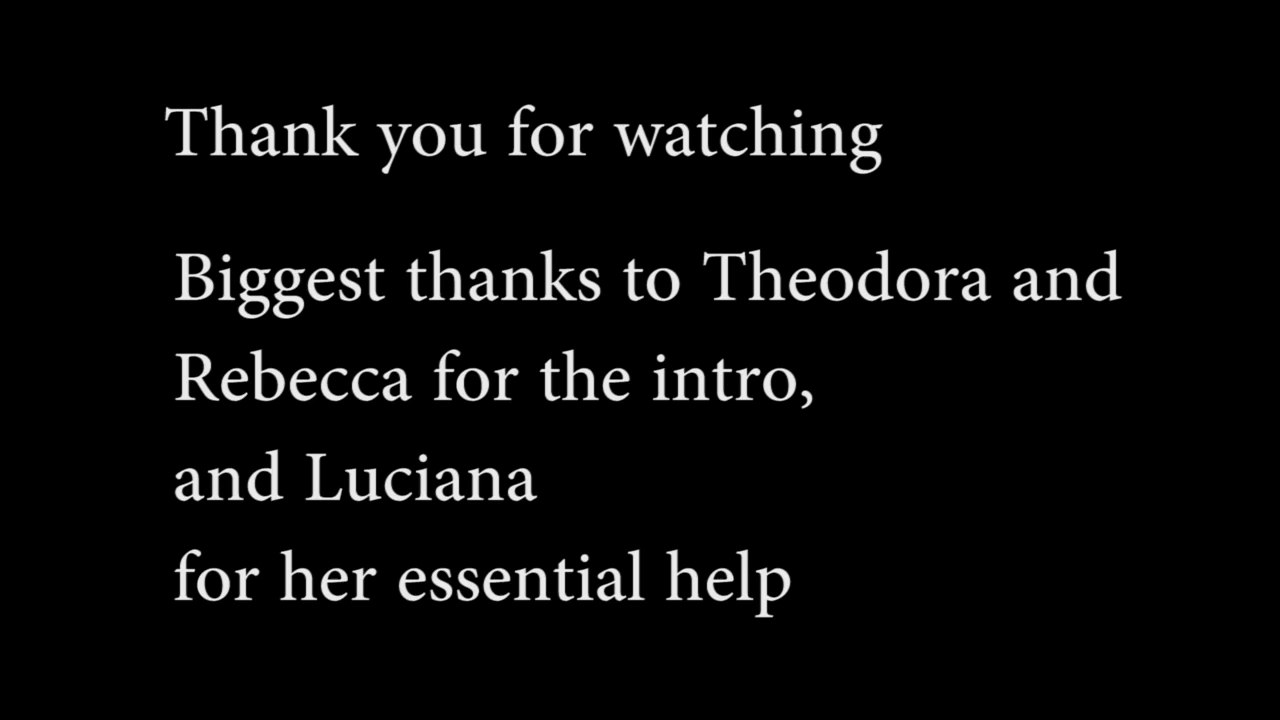 Thank you for watching
Biggest thanks to Theodora and
Rebecca for the intro,
and Luciana
for her essential help